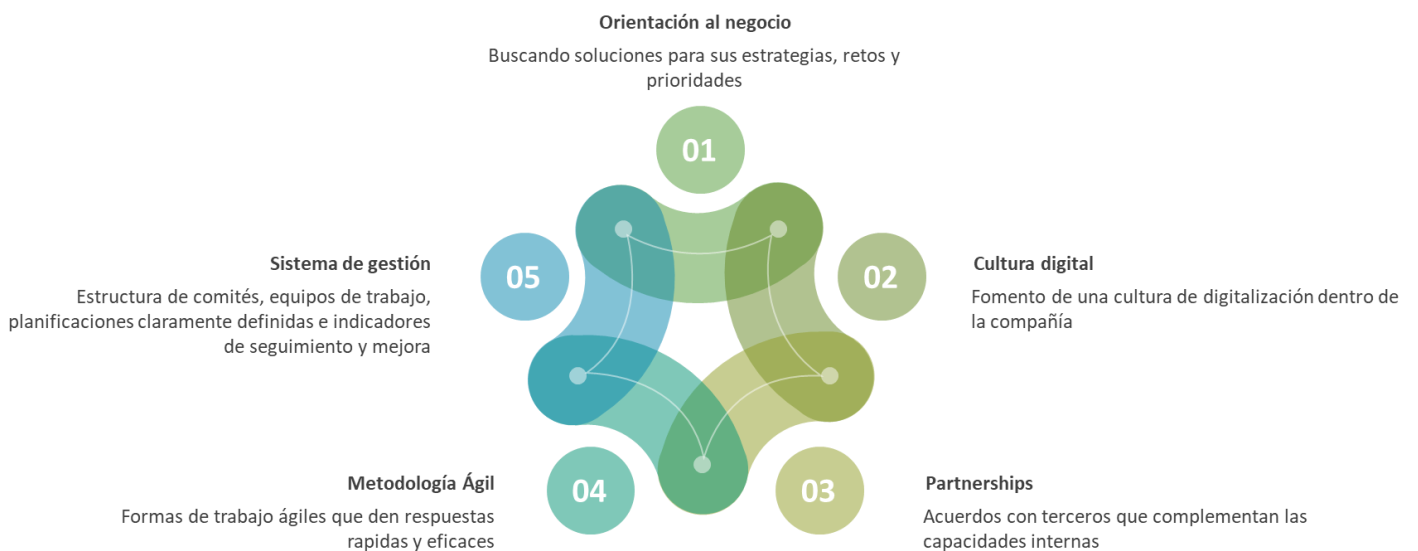 Orientación al negocio
Buscando soluciones para sus estrategias, retos y
prioridades
01
02
Cultura digital
Fomento de una cultura de digitalización dentro de
la compañía
03
Partnerships
Acuerdos con terceros que complementan las
capacidades internas
04
Metodología Ágil
Formas de trabajo ágiles que den respuestas
rapidas y eficaces
05
Sistema de gestión
Estructura de comités, equipos de trabajo,
planificaciones claramente definidas e indicadores
de seguimiento y mejora